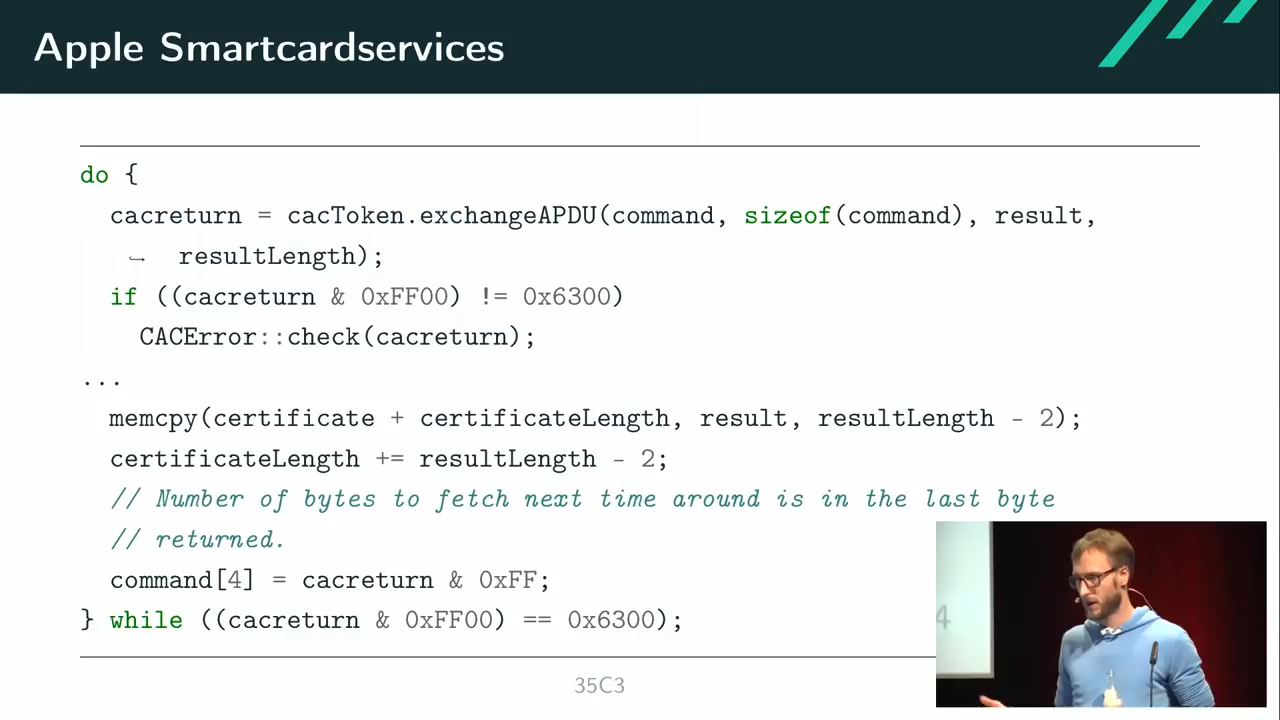 Apple Smartcardservices
do {
cacreturn = cacToken.exchangeAPDU(command, sizeof(command), result,
↪ resultLength);
if ((cacreturn & 0xFF00) != 0x6300)
CACError::check(cacreturn);
...
memcpy(certificate + certificateLength, result, resultLength - 2);
certificateLength += resultLength - 2;
// Number of bytes to fetch next time around is in the last byte
// returned.
command[4] = cacreturn & 0xFF;
} while ((cacreturn & 0xFF00) == 0x6300);
35C3
4